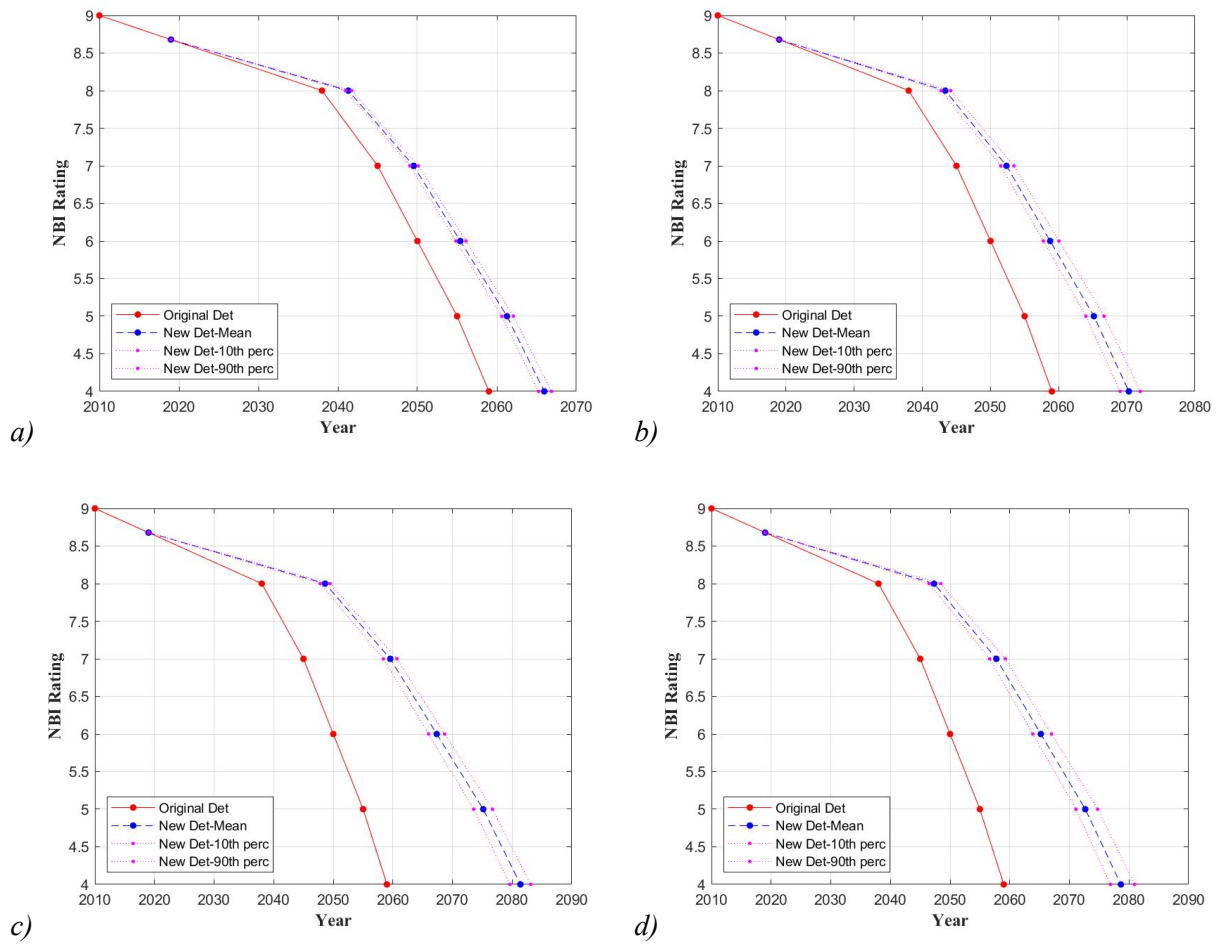 9
8.5
8
7.5
7
6.5
6
5.5
5
4.5
4
NBI Rating
Original Det
New Det-Mean
New Det-10th perc
New Det-90th perc
2010 2020 2030 2040 2050 2060 2070
Year
a)
9
8.5
8
7.5
7
6.5
6
5.5
5
4.5
4
NBI Rating
Original Det
New Det-Mean
New Det-10th perc
New Det-90th perc
2010 2020 2030 2040 2050 2060 2070 2080
Year
b)
9
8.5
8
7.5
7
6.5
6
5.5
5
4.5
4
NBI Rating
Original Det
New Det-Mean
New Det-10th perc
New Det-90th perc
2010 2020 2030 2040 2050 2060 2070 2080 2090
Year
c)
9
8.5
8
7.5
7
6.5
6
5.5
5
4.5
4
NBI Rating
Original Det
New Det-Mean
New Det-10th perc
New Det-90th perc
2010 2020 2030 2040 2050 2060 2070 2080 2090
Year
d)